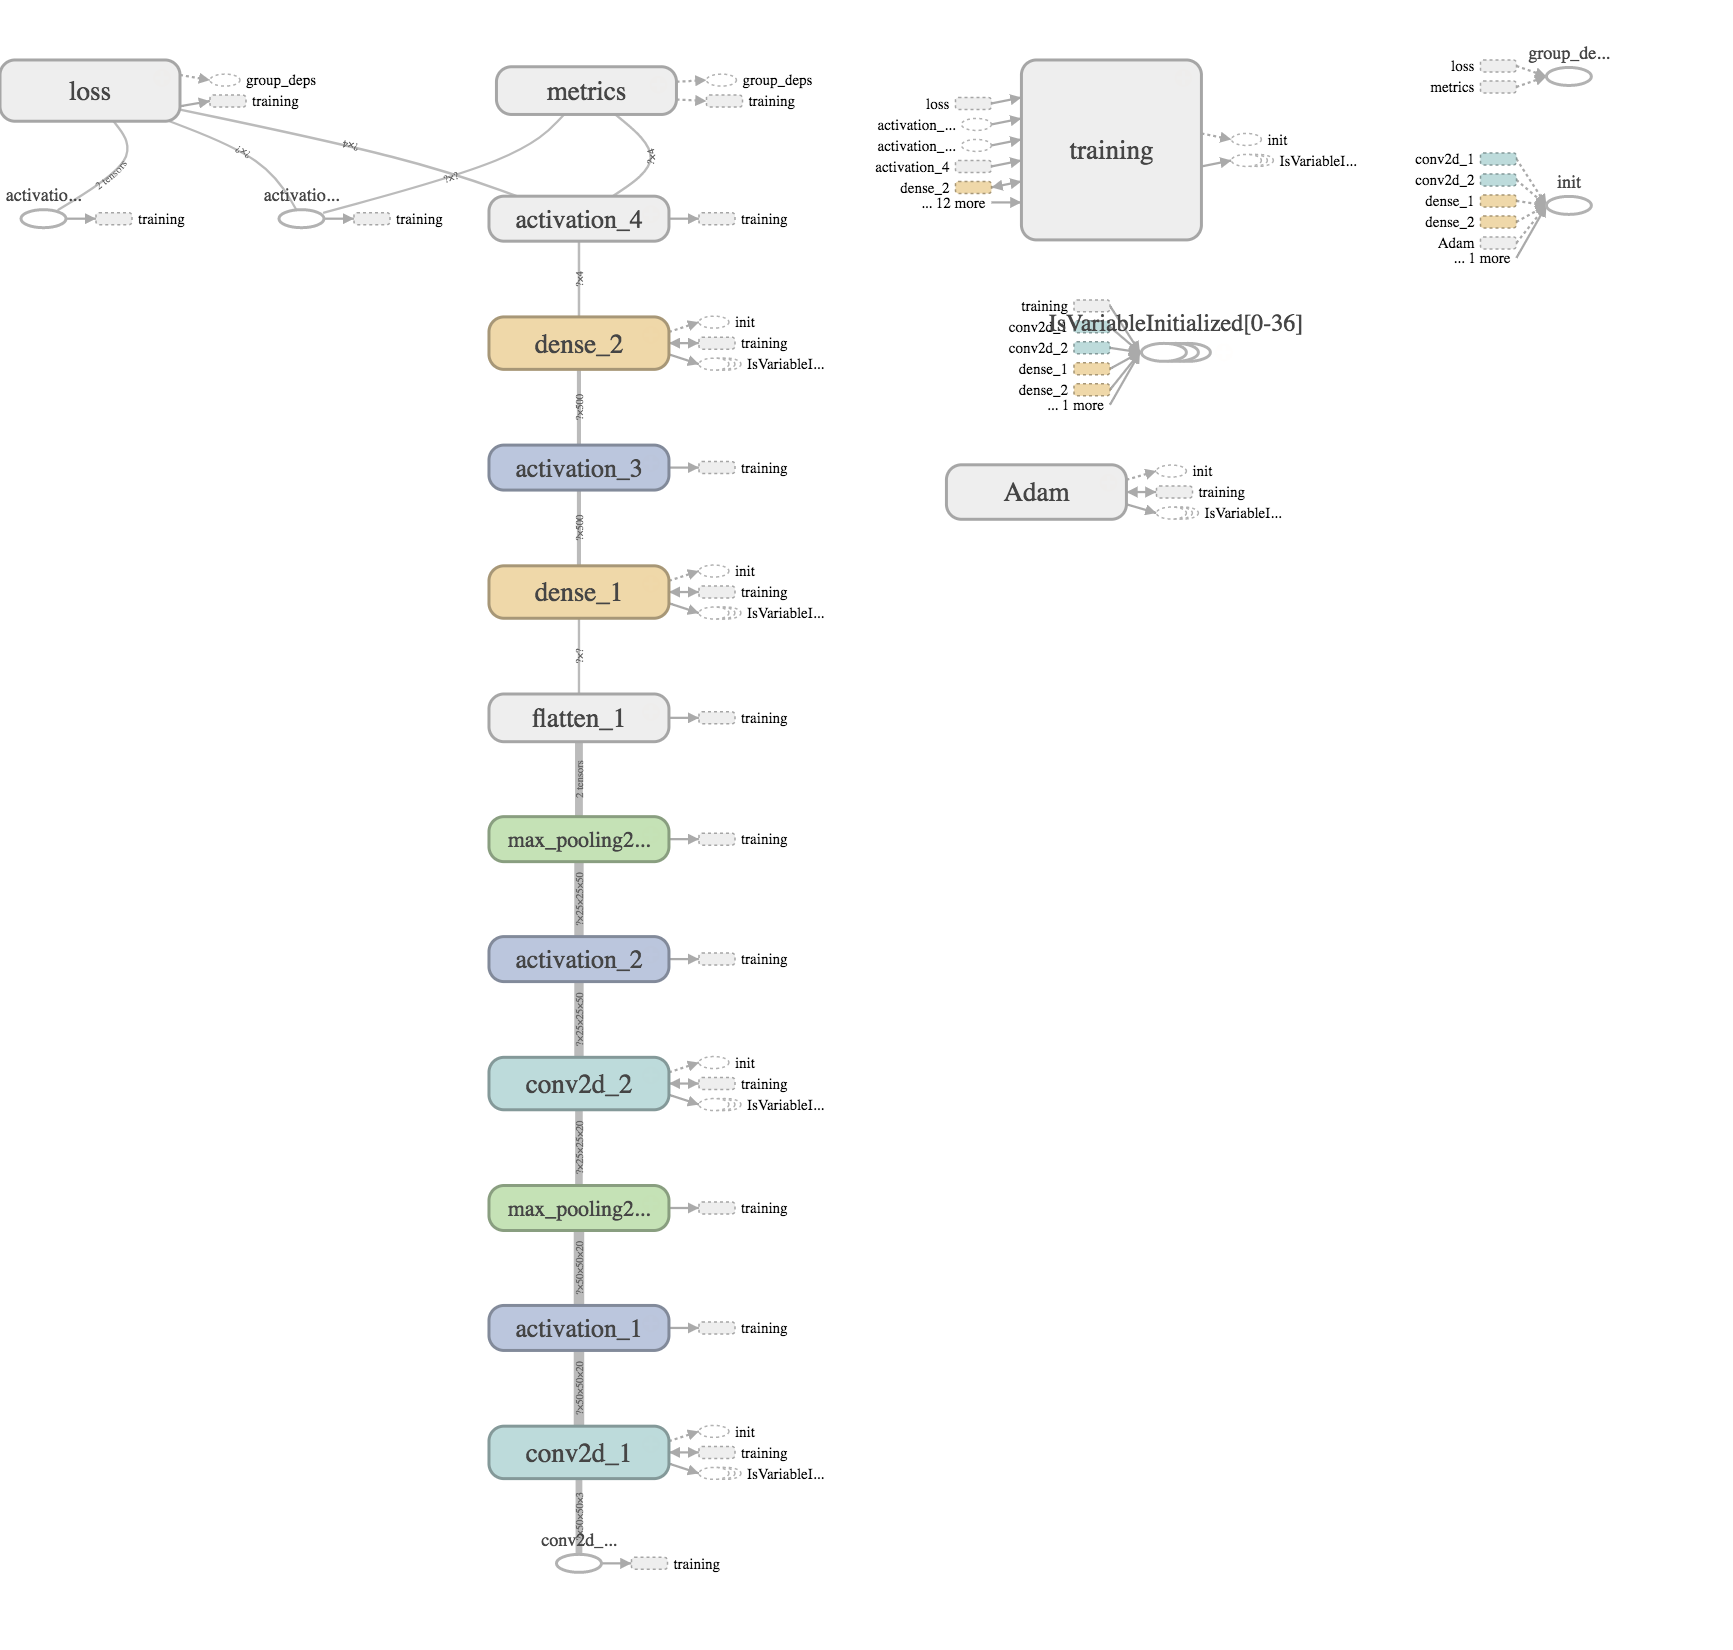 loss
group_deps
training
metrics
group_deps
training
2 tensors
?×?
?×4
?×?
?×4
activatio...
training
activatio...
training
activation_4
training
?×4
dense_2
init
training
IsVariableI...
?×500
activation_3
training
?×500
dense_1
init
training
IsVariableI...
?×?
flatten_1
training
2 tensors
max_pooling2...
training
?×25×25×50
activation_2
training
?×25×25×50
conv2d_2
init
training
IsVariableI...
?×25×25×20
max_pooling2...
training
?×50×50×20
activation_1
training
?×50×50×20
conv2d_1
init
training
IsVariableI...
?×50×50×3
conv2d_...
training
loss
activation_...
activation_...
activation_4
dense_2
... 12 more
training
init
IsVariableI...
training
conv2d_1
conv2d_2
dense_1
dense_2
... 1 more
IsVariableInitialized[0-36]
Adam
init
training
IsVariableI...
group_de...
loss
metrics
conv2d_1
conv2d_2
dense_1
dense_2
Adam
... 1 more
init